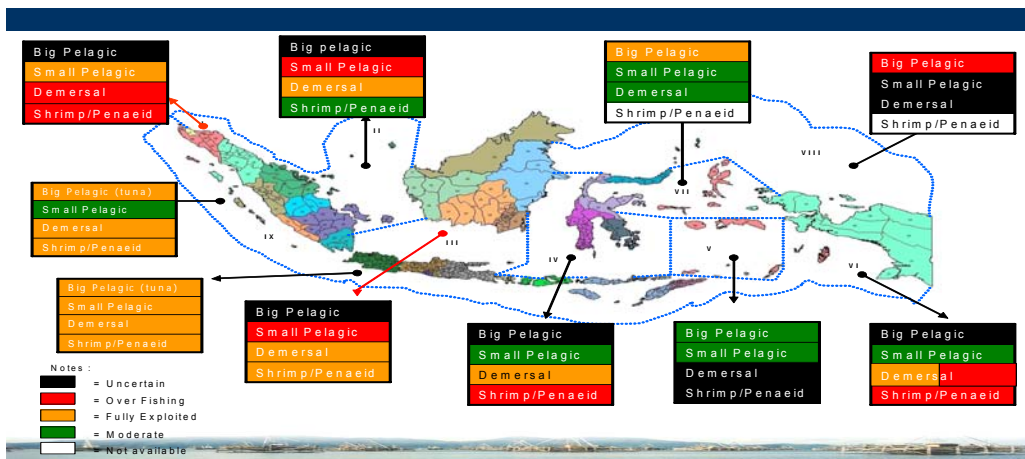 Big Pelagic
Small Pelagic
Demersal
Shrimp/Penaeid
Big pelagic
Small Pelagic
Demersal
Shrimp/Penaeid
Big Pelagic
Small Pelagic
Demersal
Shrimp/Penaeid
Big Pelagic
Small Pelagic
Demersal
Shrimp/Penaeid
II
VIII
VII
Big Pelagic (tuna)
Small Pelagic
Demersal
Shrimp/Penaeid
IX
III
IV
V
VI
Big Pelagic (tuna)
Small Pelagic
Demersal
Shrimp/Penaeid
Big Pelagic
Small Pelagic
Demersal
Shrimp/Penaeid
Big Pelagic
Small Pelagic
Demersal
Shrimp/Penaeid
Big Pelagic
Small Pelagic
Demersal
Shrimp/Penaeid
Big Pelagic
Small Pelagic
Demersal
Shrimp/Penaeid
Notes :
= Uncertain
= Over Fishing
= Fully Exploited
= Moderate
= Not available